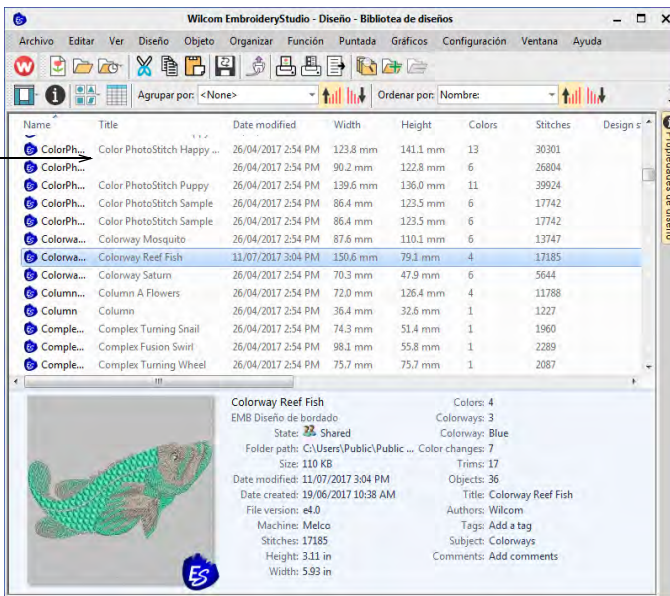 Wilcom EmbroideryStudio - Diseño - Bibliotea de diseños
Archivo Editar Ver Diseño Objeto Organizar Función Puntada Gráficos Configuración Ventana Ayuda
Agrupar por: <None> Ordenar por: Nombre:
Name Title Date modified Width Height Colors Stitches Design s
ColorPh... Color PhotoStitch Happy ... 26/04/2017 2:54 PM 123.8 mm 141.1 mm 13 30301
ColorPh... 26/04/2017 2:54 PM 90.2 mm 122.8 mm 6 26804
ColorPh... Color PhotoStitch Puppy 26/04/2017 2:54 PM 139.6 mm 136.0 mm 11 39924
ColorPh... Color PhotoStitch Sample 26/04/2017 2:54 PM 86.4 mm 123.5 mm 6 17742
ColorPh... Color PhotoStitch Sample 26/04/2017 2:54 PM 86.4 mm 123.5 mm 6 17742
Colorwa... Colorway Mosquito 26/04/2017 2:54 PM 87.6 mm 110.1 mm 6 13747
Colorwa... Colorway Reef Fish 11/07/2017 3:04 PM 150.6 mm 79.1 mm 4 17185
Colorwa... Colorway Saturn 26/04/2017 2:54 PM 70.3 mm 47.9 mm 6 5644
Column... Column A Flowers 26/04/2017 2:54 PM 72.0 mm 126.4 mm 4 11788
Column Column 26/04/2017 2:54 PM 36.4 mm 32.6 mm 1 1227
Comple... Complex Turning Snail 26/04/2017 2:54 PM 74.3 mm 51.4 mm 1 1960
Comple... Complex Fusion Swirl 26/04/2017 2:54 PM 98.1 mm 55.8 mm 1 2289
Comple... Complex Turning Wheel 26/04/2017 2:54 PM 75.7 mm 75.7 mm 1 2087
Propiedades de diseño
Colorway Reef Fish
EMB Diseño de bordado
State: Shared
Folder path: C:\Users\Public\Public ...
Size: 110 KB
Date modified: 11/07/2017 3:04 PM
Date created: 19/06/2017 10:38 AM
File version: e4.0
Machine: Melco
Stitches: 17185
Height: 3.11 in
Width: 5.93 in
Colors: 4
Colorways: 3
Colorway: Blue
Color changes: 7
Trims: 17
Objects: 36
Title: Colorway Reef Fish
Authors: Wilcom
Tags: Add a tag
Subject: Colorways
Comments: Add comments
ES